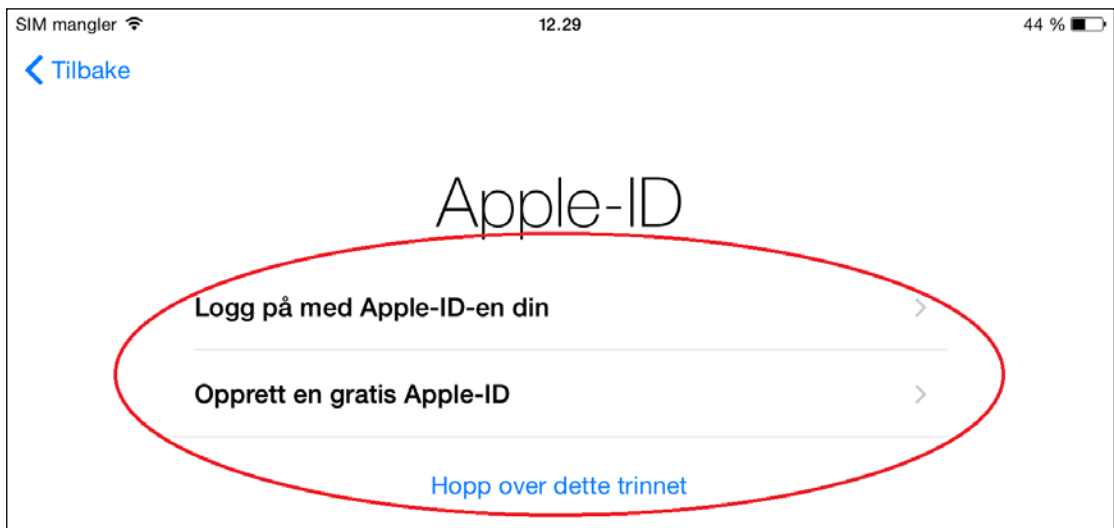 SIM mangler 12.29 44 %
Tilbake
Apple-ID
Logg på med Apple-ID-en din
Opprett en gratis Apple-ID
Hopp over dette trinnet